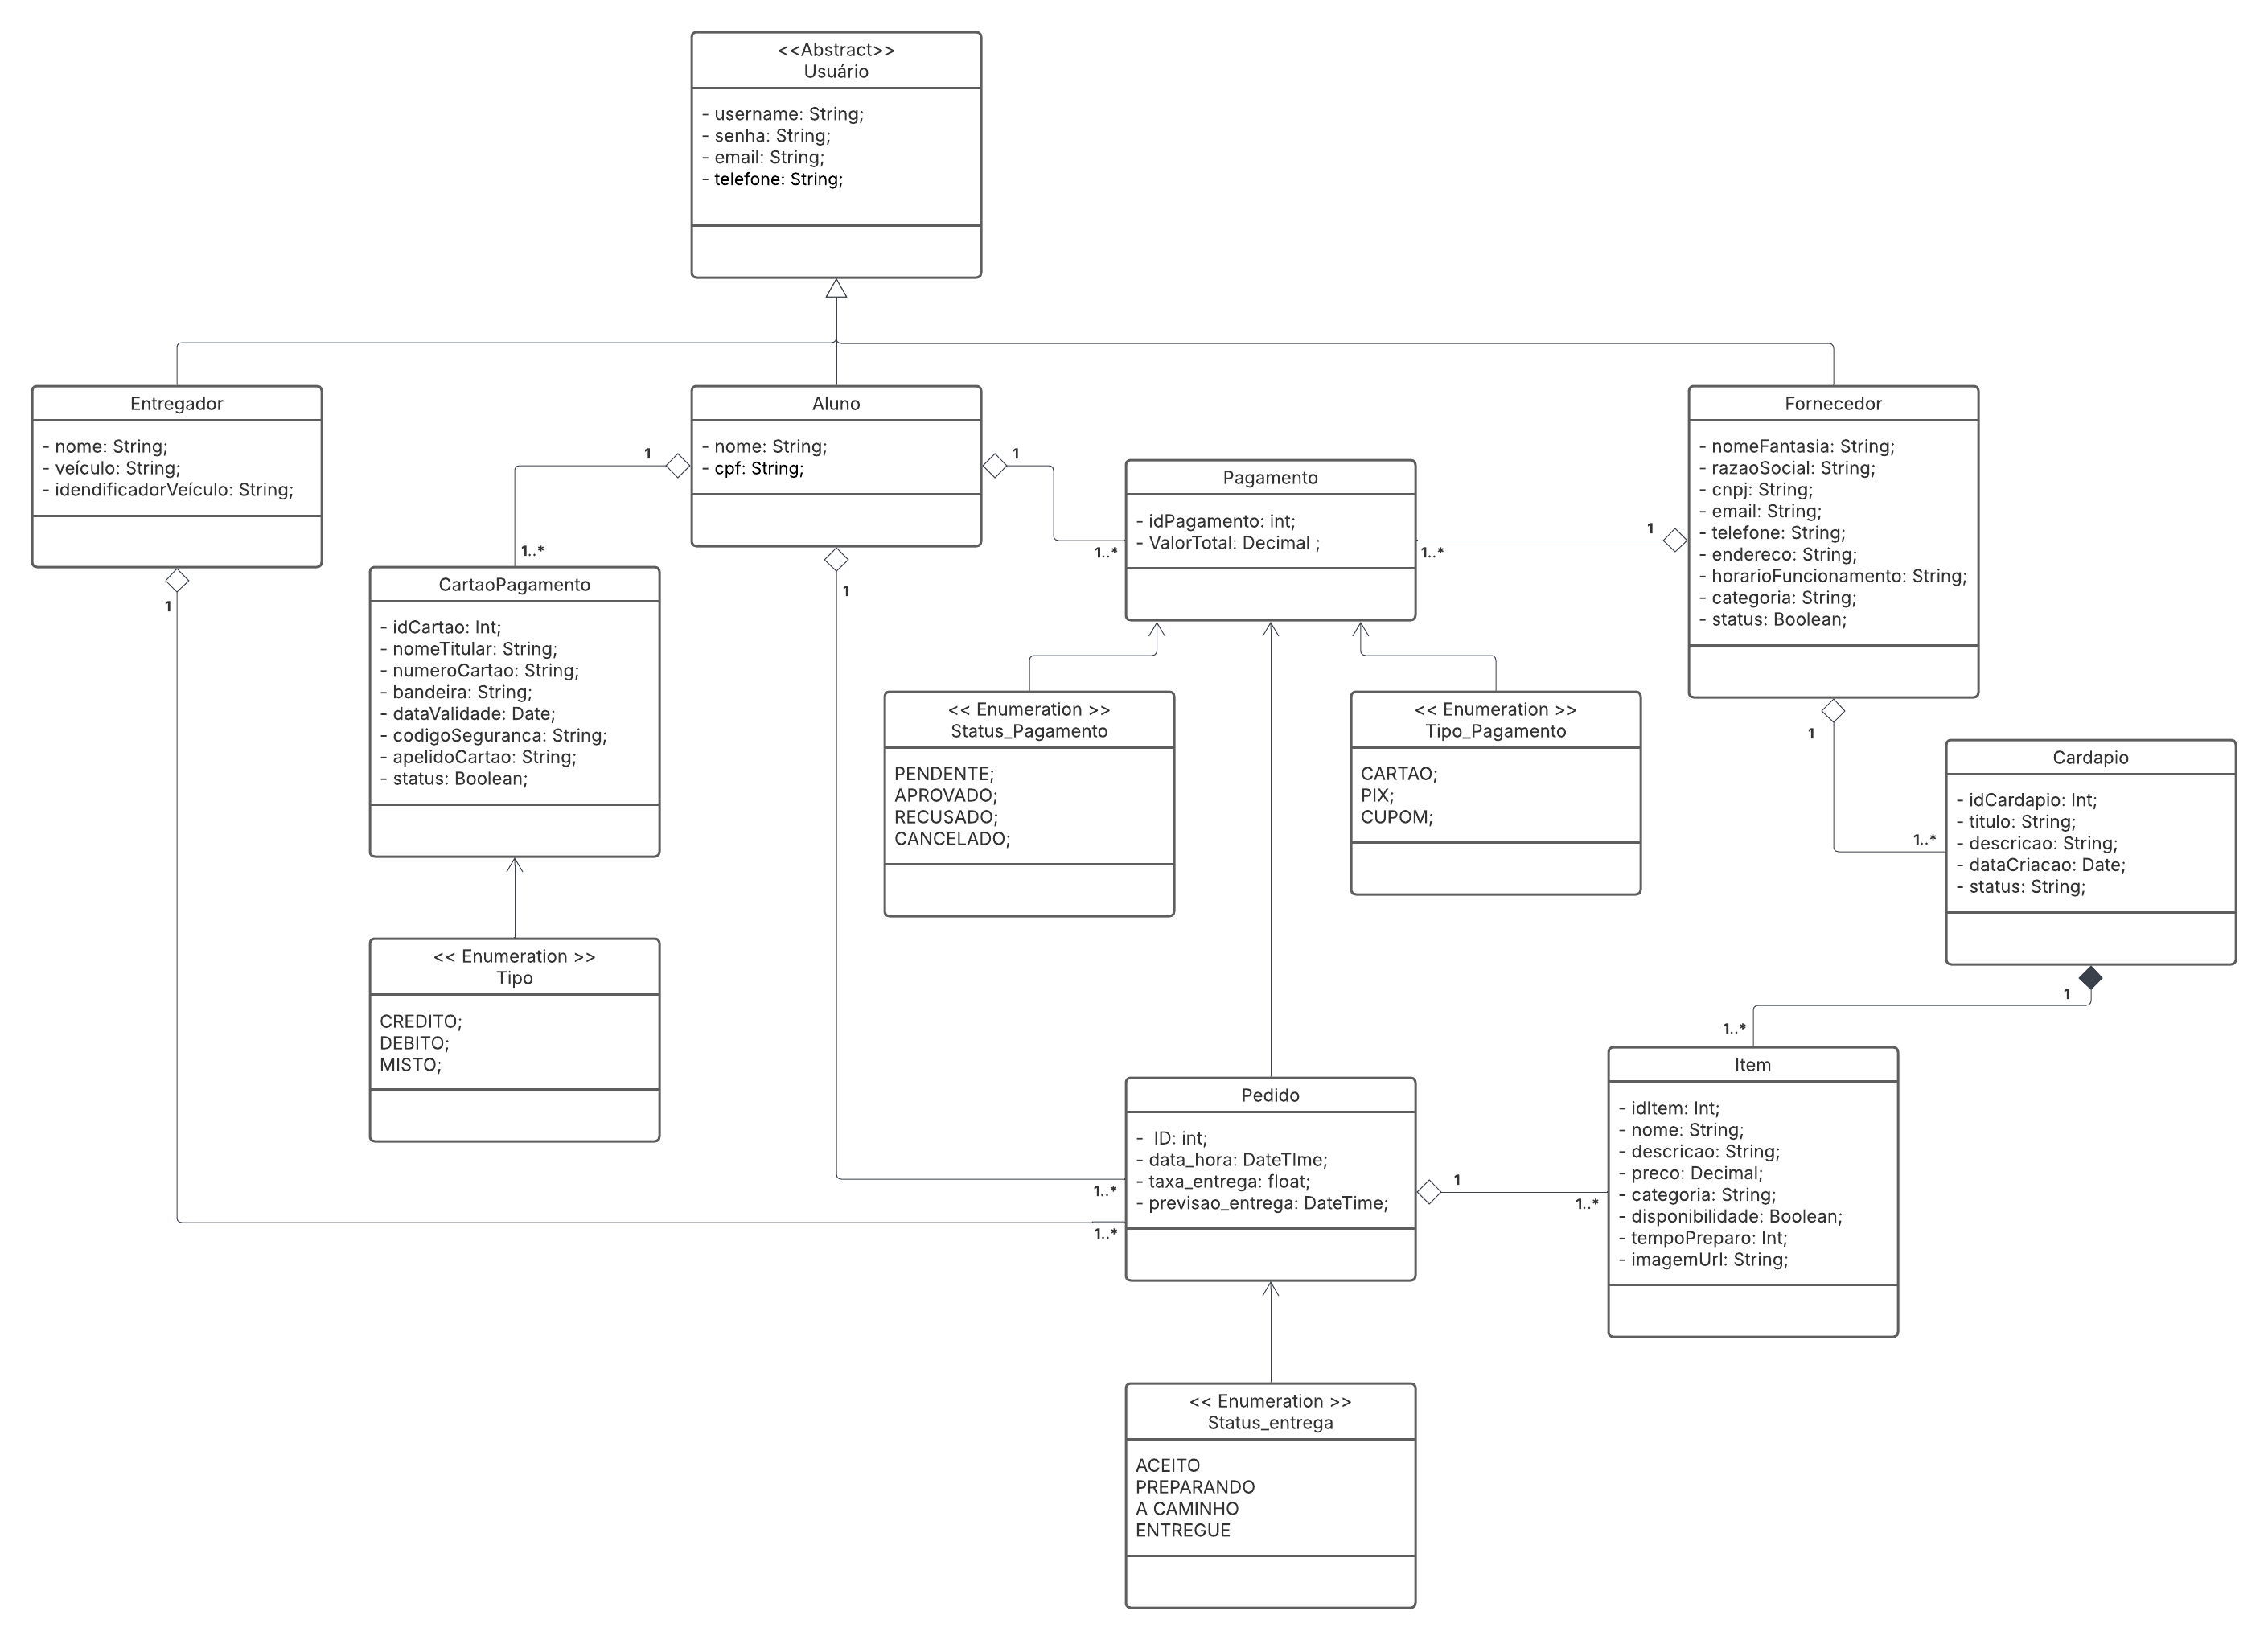 <<Abstract>>
Usuário
- username: String;
- senha: String;
- email: String;
- telefone: String;
Entregador
- nome: String;
- veículo: String;
- idendificadorVeículo: String;
1
Aluno
- nome: String;
- cpf: String;
1
1
1
Fornecedor
- nomeFantasia: String;
- razaoSocial: String;
- cnpj: String;
- email: String;
- telefone: String;
- endereco: String;
- horarioFuncionamento: String;
- categoria: String;
- status: Boolean;
1
1
Pagamento
- idPagamento: int;
- ValorTotal: Decimal ;
1..*
1..*
1..*
CartaoPagamento
- idCartao: Int;
- nomeTitular: String;
- numeroCartao: String;
- bandeira: String;
- dataValidade: Date;
- codigoSeguranca: String;
- apelidoCartao: String;
- status: Boolean;
<< Enumeration >>
Status_Pagamento
PENDENTE;
APROVADO;
RECUSADO;
CANCELADO;
<< Enumeration >>
Tipo_Pagamento
CARTAO;
PIX;
CUPOM;
1..*
Cardapio
- idCardapio: Int;
- titulo: String;
- descricao: String;
- dataCriacao: Date;
- status: String;
1
<< Enumeration >>
Tipo
CREDITO;
DEBITO;
MISTO;
1..*
Item
- idItem: Int;
- nome: String;
- descricao: String;
- preco: Decimal;
- categoria: String;
- disponibilidade: Boolean;
- tempoPreparo: Int;
- imagemUrl: String;
Pedido
- ID: int;
- data_hora: DateTIme;
- taxa_entrega: float;
- previsao_entrega: DateTime;
1..*
1..*
1
1..*
<< Enumeration >>
Status_entrega
ACEITO
PREPARANDO
A CAMINHO
ENTREGUE